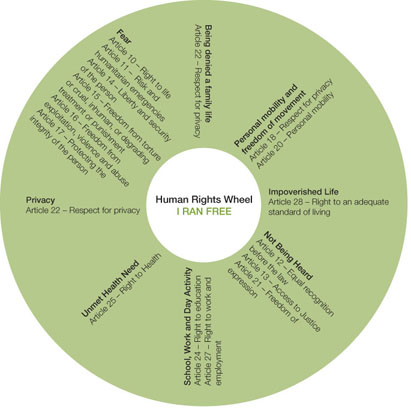 Human Rights Wheel
I RAN FREE
Being denied a family life
Article 22 – Respect for privacy
Personal mobility and
freedom of movement
Article 18 – Respect for privacy
Article 20 – Personal mobility
Impoverished Life
Article 28 – Right to an adequate
standard of living
Not Being Heard
Article 12 – Equal recognition
before the law
Article 13 – Access to Justice
Article 21 – Freedom of
expression
School, Work and Day Activity
Article 24 – Right to education
Article 27 – Right to work and
employment
Unmet Health Need
Article 25 – Right to Health
Privacy
Article 22 – Respect for privacy
Fear
Article 10 – Right to life
Article 11 – Risk and
humanitarian emergencies
Article 14 – Liberty and security
of the person
Article 15 – Freedom from torture
or cruel, inhuman, or degrading
treatment or punishment
Article 16 – Freedom from
exploitation, violence and abuse
Article 17 – Protecting the
integrity of the person